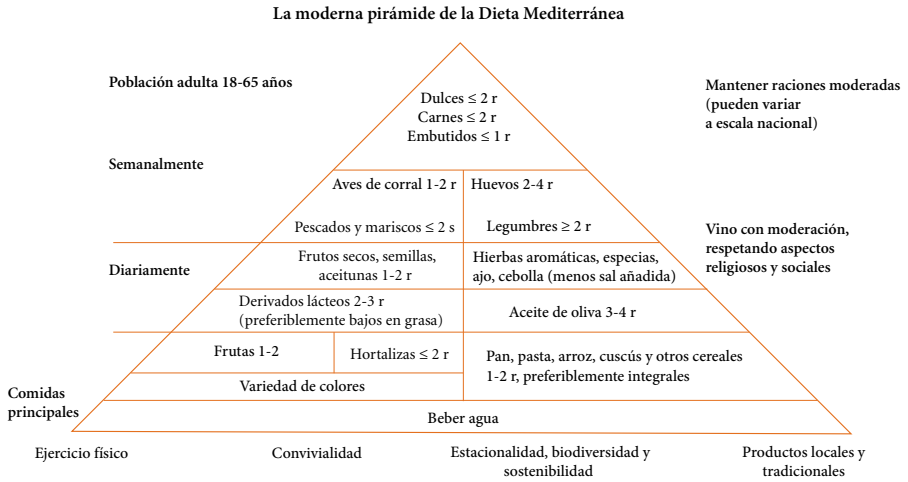 La moderna pirámide de la Dieta Mediterránea
Población adulta 18-65 años
Mantener raciones moderadas
(pueden variar
a escala nacional)
Dulces ≤ 2 r
Carnes ≤ 2 r
Embutidos ≤ 1 r
Semanalmente
Aves de corral 1-2 r
Huevos 2-4 r
Pescados y mariscos ≤ 2 s
Legumbres ≥ 2 r
Vino con moderación,
respetando aspectos
religiosos y sociales
Diariamente
Frutos secos, semillas,
aceitunas 1-2 r
Hierbas aromáticas, especias,
ajo, cebolla (menos sal añadida)
Derivados lácteos 2-3 r
(preferiblemente bajos en grasa)
Aceite de oliva 3-4 r
Frutas 1-2
Hortalizas ≤ 2 r
Pan, pasta, arroz, cuscús y otros cereales
1-2 r, preferiblemente integrales
Variedad de colores
Comidas
principales
Beber agua
Ejercicio físico
Convivialidad
Estacionalidad, biodiversidad y
sostenibilidad
Productos locales y
tradicionales